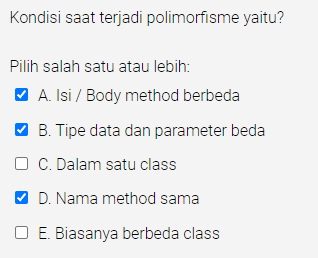 Kondisi saat terjadi polimorfisme yaitu?
Pilih salah satu atau lebih:
A. Isi / Body method berbeda
B. Tipe data dan parameter beda
C. Dalam satu class
D. Nama method sama
E. Biasanya berbeda class